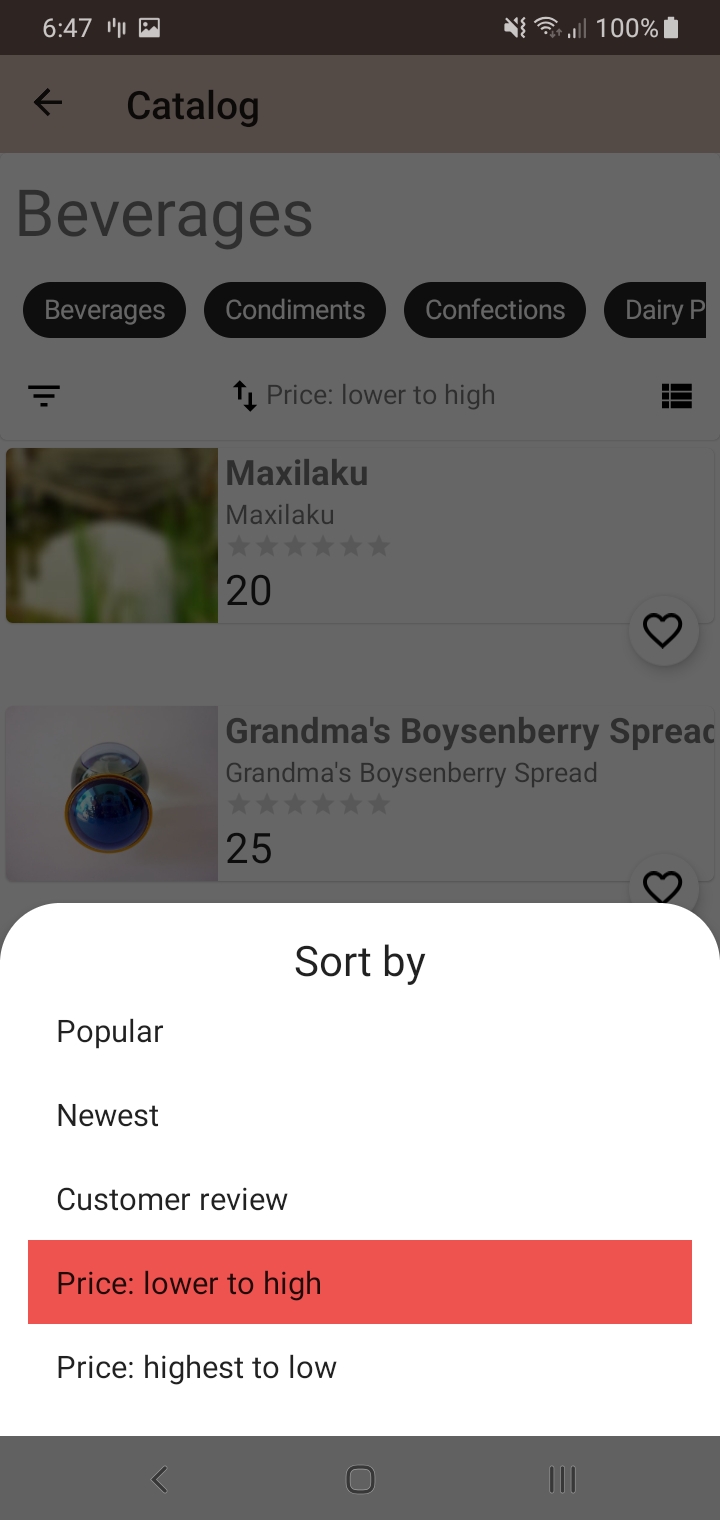 6:47 100%
Catalog
Beverages
Beverages Condiments Confections Dairy P
Price: lower to high
Maxilaku
Maxilaku
20
Grandma's Boysenberry Spread
Grandma's Boysenberry Spread
25
Sort by
Popular
Newest
Customer review
Price: lower to high
Price: highest to low